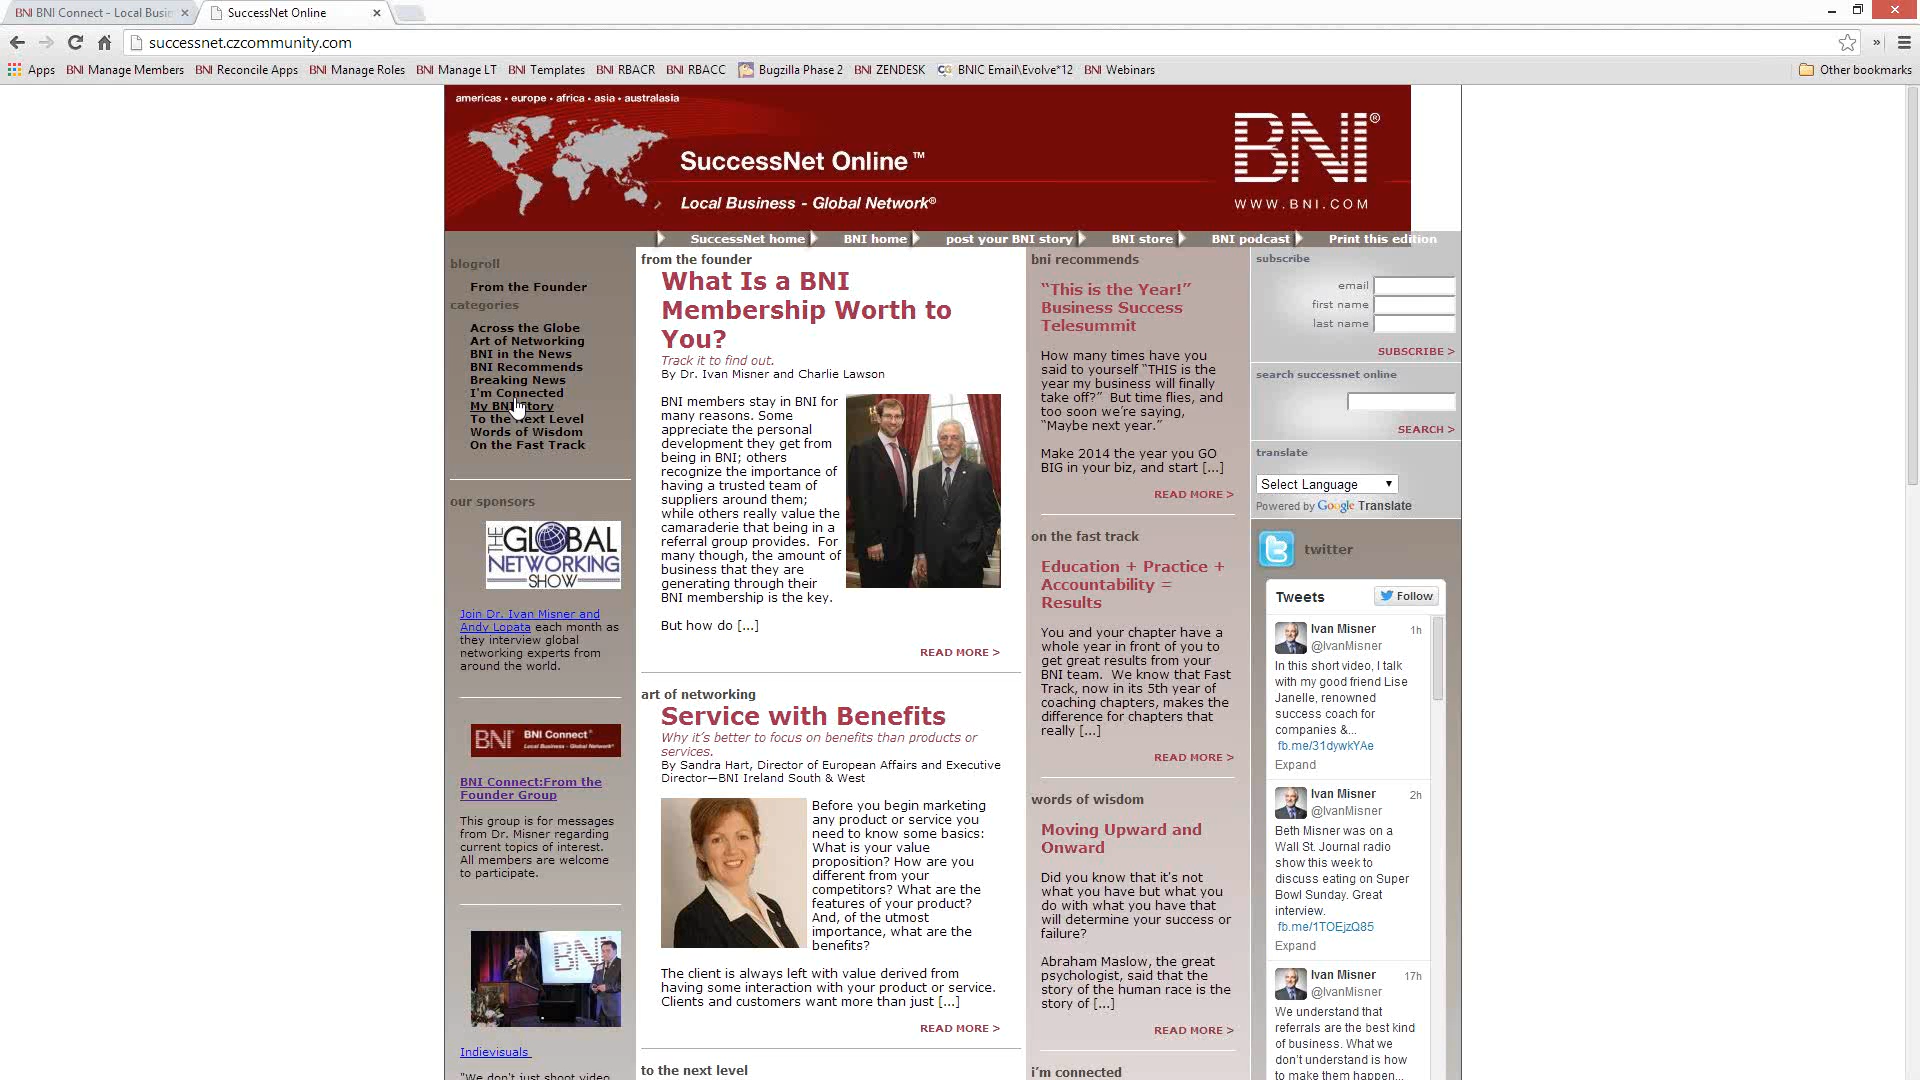 BNI BNI Connect - Local Busin
SuccessNet Online
successnet.czcommunity.com
Apps
BNI Manage Members
BNI Reconcile Apps
BNI Manage Roles
BNI Manage LT
BNI Templates
BNI RBACR
BNI RBACC
Bugzilla Phase 2
BNI ZENDESK
CG BNIC Email\Evolve*12
BNI Webinars
Other bookmarks
americas • europe • africa • asia • australasia
SuccessNet Online ™
Local Business - Global Network®
BNI®
WWW.BNI.COM
SuccessNet home
BNI home
post your BNI story
BNI store
BNI podcast
Print this edition
blogroll
From the Founder
categories
Across the Globe
Art of Networking
BNI in the News
BNI Recommends
Breaking News
I'm Connected
My BNI Story
To the Next Level
Words of Wisdom
On the Fast Track
our sponsors
THE GLOBAL
NETWORKING
SHOW
Join Dr. Ivan Misner and
Andy Lopata each month as
they interview global
networking experts from
around the world.
BNI BNI Connect®
Local Business - Global Network®
BNI Connect:From the
Founder Group
This group is for messages
from Dr. Misner regarding
current topics of interest.
All members are welcome
to participate.
BNI
Indievisuals
"We don't just shoot video
from the founder
What Is a BNI
Membership Worth to
You?
Track it to find out.
By Dr. Ivan Misner and Charlie Lawson
BNI members stay in BNI for
many reasons. Some
appreciate the personal
development they get from
being in BNI; others
recognize the importance of
having a trusted team of
suppliers around them;
while others really value the
camaraderie that being in a
referral group provides. For
many though, the amount of
business that they are
generating through their
BNI membership is the key.
But how do [...]
READ MORE >
art of networking
Service with Benefits
Why it's better to focus on benefits than products or
services.
By Sandra Hart, Director of European Affairs and Executive
Director—BNI Ireland South & West
Before you begin marketing
any product or service you
need to know some basics:
What is your value
proposition? How are you
different from your
competitors? What are the
features of your product?
And, of the utmost
importance, what are the
benefits?
The client is always left with value derived from
having some interaction with your product or service.
Clients and customers want more than just [...]
READ MORE >
to the next level
bni recommends
“This is the Year!”
Business Success
Telesummit
How many times have you
said to yourself “THIS is the
year my business will finally
take off?” But time flies, and
too soon we’re saying,
“Maybe next year.”
Make 2014 the year you GO
BIG in your biz, and start [...]
READ MORE >
on the fast track
Education + Practice +
Accountability =
Results
You and your chapter have a
whole year in front of you to
get great results from your
BNI team. We know that Fast
Track, now in its 5th year of
coaching chapters, makes the
difference for chapters that
really [...]
READ MORE >
words of wisdom
Moving Upward and
Onward
Did you know that it's not
what you have but what you
do with what you have that
will determine your success or
failure?
Abraham Maslow, the great
psychologist, said that the
story of the human race is the
story of [...]
READ MORE >
i'm connected
subscribe
email
first name
last name
SUBSCRIBE >
search successnet online
SEARCH >
translate
Select Language
Powered by Google Translate
twitter
Tweets
Follow
Ivan Misner 1h
@IvanMisner
In this short video, I talk
with my good friend Lise
Janelle, renowned
success coach for
companies &...
fb.me/31dywkYAe
Expand
Ivan Misner 2h
@IvanMisner
Beth Misner was on a
Wall St. Journal radio
show this week to
discuss eating on Super
Bowl Sunday. Great
interview.
fb.me/1TOEjzQ85
Expand
Ivan Misner 17h
@IvanMisner
We understand that
referrals are the best kind
of business. What we
don't understand is how
to make them happen...